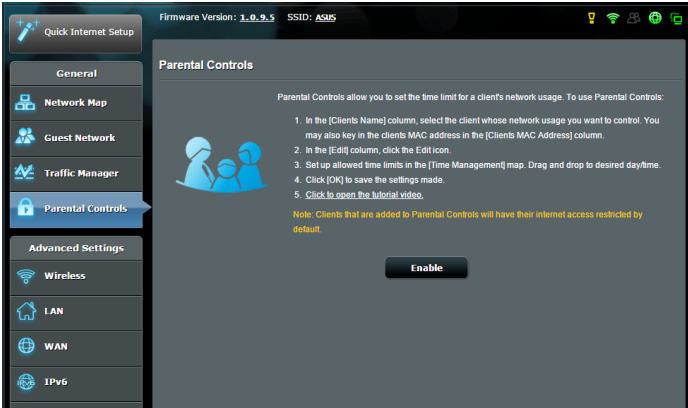 Quick Internet Setup
General
Network Map
Guest Network
Traffic Manager
Parental Controls
Advanced Settings
Wireless
LAN
WAN
IPv6
Firmware Version: 1.0.9.5 SSID: ASUS
Parental Controls
Parental Controls allow you to set the time limit for a client's network usage. To use Parental Controls:
1. In the [Clients Name] column, select the client whose network usage you want to control. You
may also key in the clients MAC address in the [Clients MAC Address] column.
2. In the [Edit] column, click the Edit icon.
3. Set up allowed time limits in the [Time Management] map. Drag and drop to desired day/time.
4. Click [OK] to save the settings made.
5. Click to open the tutorial video.
Note: Clients that are added to Parental Controls will have their internet access restricted by
default.
Enable